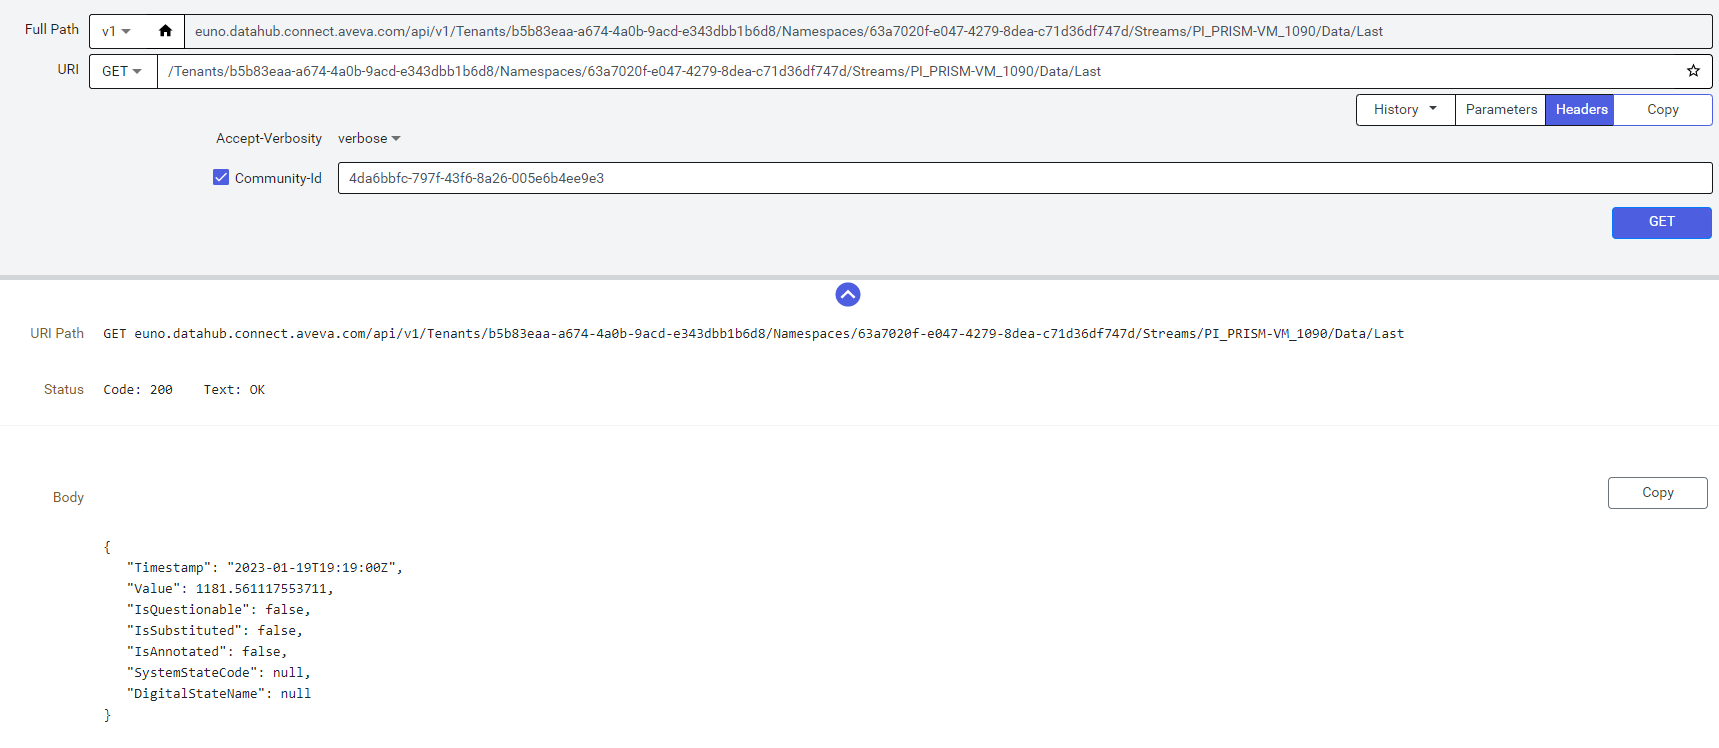 Full Path v1 euno.datahub.connect.aveva.com/api/v1/Tenants/b5b83eaa-a674-4a0b-9acd-e343dbb1b6d8/Namespaces/63a7020f-e047-4279-8dea-c71d36df747d/Streams/PI_PRISM-VM_1090/Data/Last
URI GET /Tenants/b5b83eaa-a674-4a0b-9acd-e343dbb1b6d8/Namespaces/63a7020f-e047-4279-8dea-c71d36df747d/Streams/PI_PRISM-VM_1090/Data/Last
History Parameters Headers Copy
Accept-Verbosity verbose
Community-Id 4da6bbfc-797f-43f6-8a26-005e6b4ee9e3
GET
URI Path GET euno.datahub.connect.aveva.com/api/v1/Tenants/b5b83eaa-a674-4a0b-9acd-e343dbb1b6d8/Namespaces/63a7020f-e047-4279-8dea-c71d36df747d/Streams/PI_PRISM-VM_1090/Data/Last
Status Code: 200 Text: OK
Body Copy
{
"Timestamp": "2023-01-19T19:19:00Z",
"Value": 1181.561117553711,
"IsQuestionable": false,
"IsSubstituted": false,
"IsAnnotated": false,
"SystemStateCode": null,
"DigitalStateName": null
}